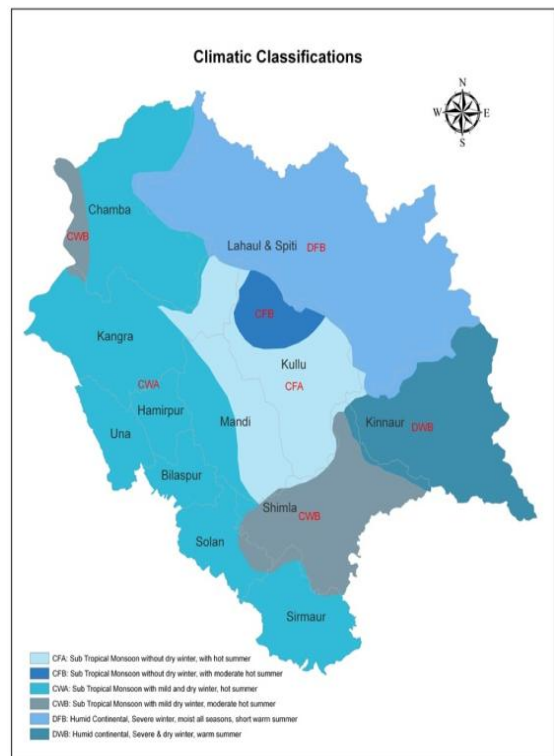 Climatic Classifications
N
W E
S
Chamba
CWB
Lahaul & Spiti DFB
CFB
Kangra
Kullu
CWA
CFA
Hamirpur
Una
Mandi
Kinnaur DWB
Bilaspur
Shimla
CWB
Solan
Sirmaur
CFA: Sub Tropical Monsoon without dry winter, with hot summer
CFB: Sub Tropical Monsoon without dry winter, with moderate hot summer
CWA: Sub Tropical Monsoon with mild and dry winter, hot summer
CWB: Sub Tropical Monsoon with mild dry winter, moderate hot summer
DFB: Humid Continental, Severe winter, moist all seasons, short warm summer
DWB: Humid continental, Severe & dry winter, warm summer